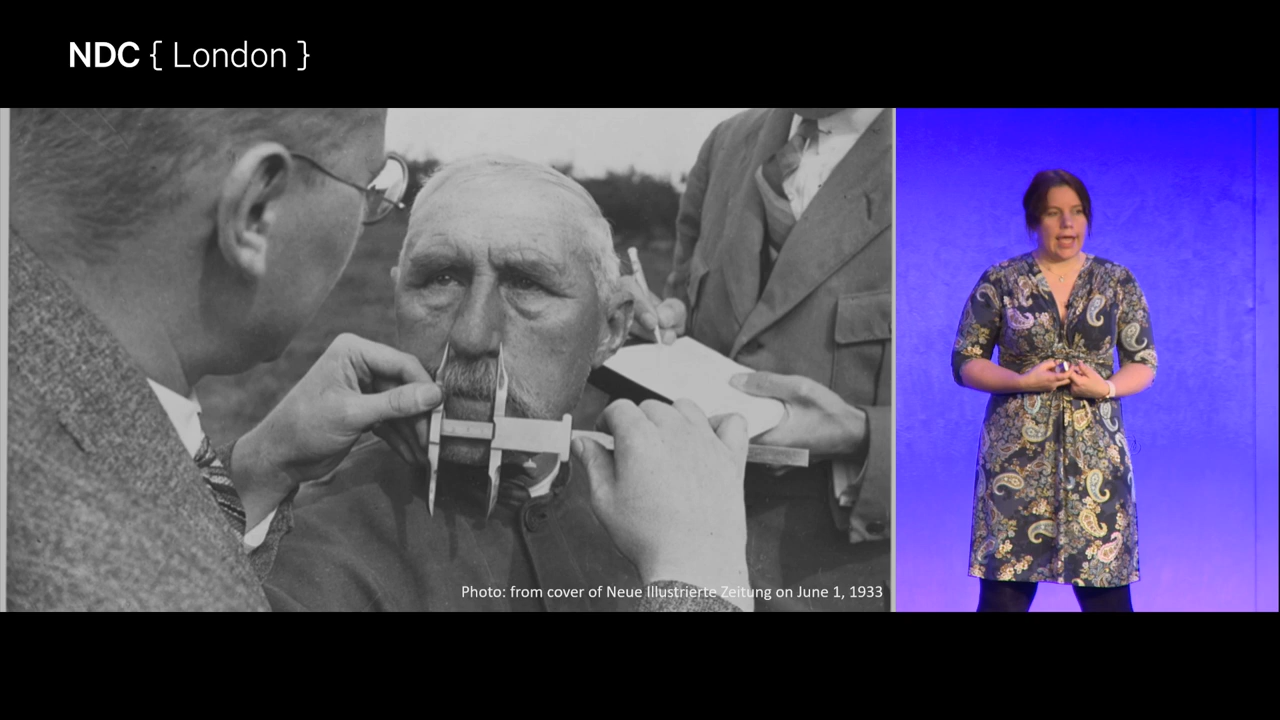 NDC { London }
Photo: from cover of Neue Illustrierte Zeitung on June 1, 1933